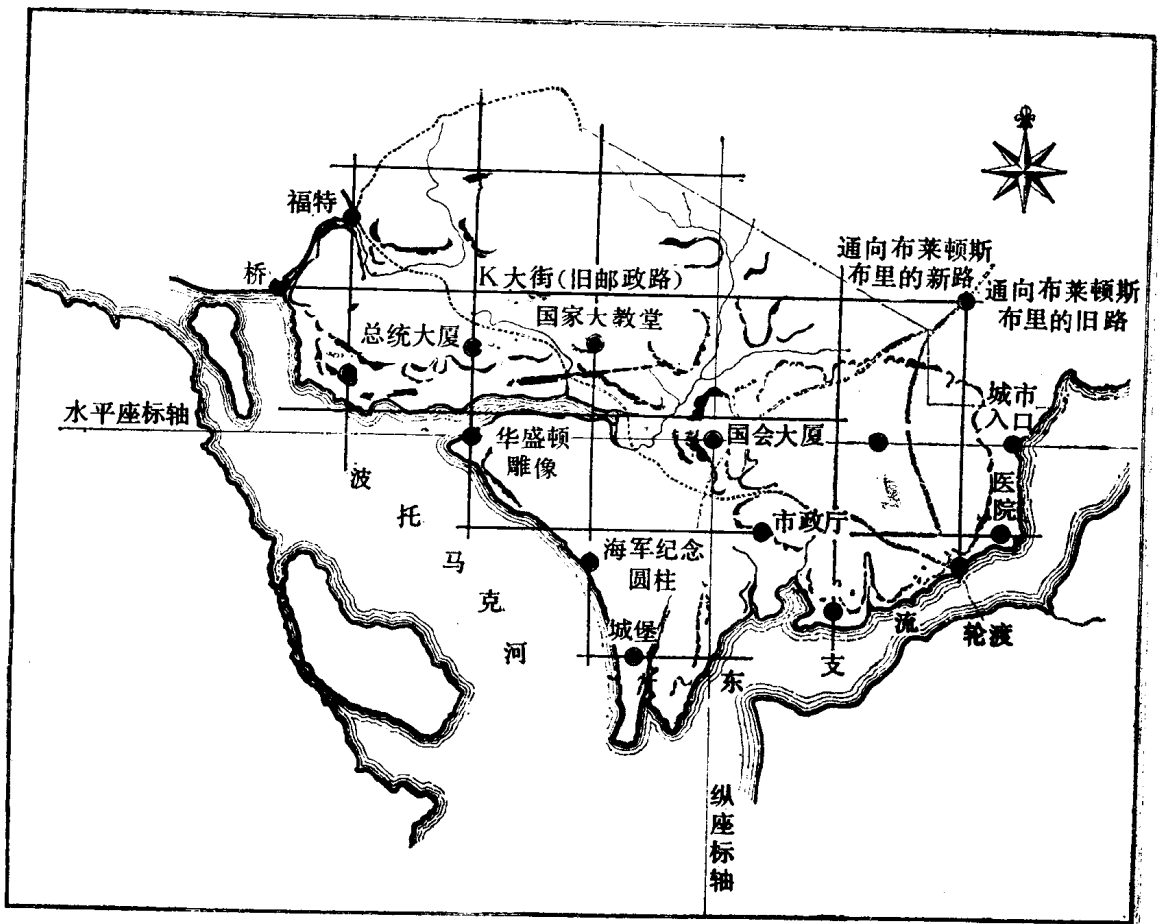 福特
通向布莱顿斯
布里的新路
桥
K大街(旧邮政路)
通向布莱顿斯
布里的旧路
总统大厦
国家大教堂
城市
入口
水平座标轴
华盛顿
雕像
国会大厦
波托马克河
医院
市政厅
海军纪念
圆柱
城堡
东支流
轮渡
纵座标轴